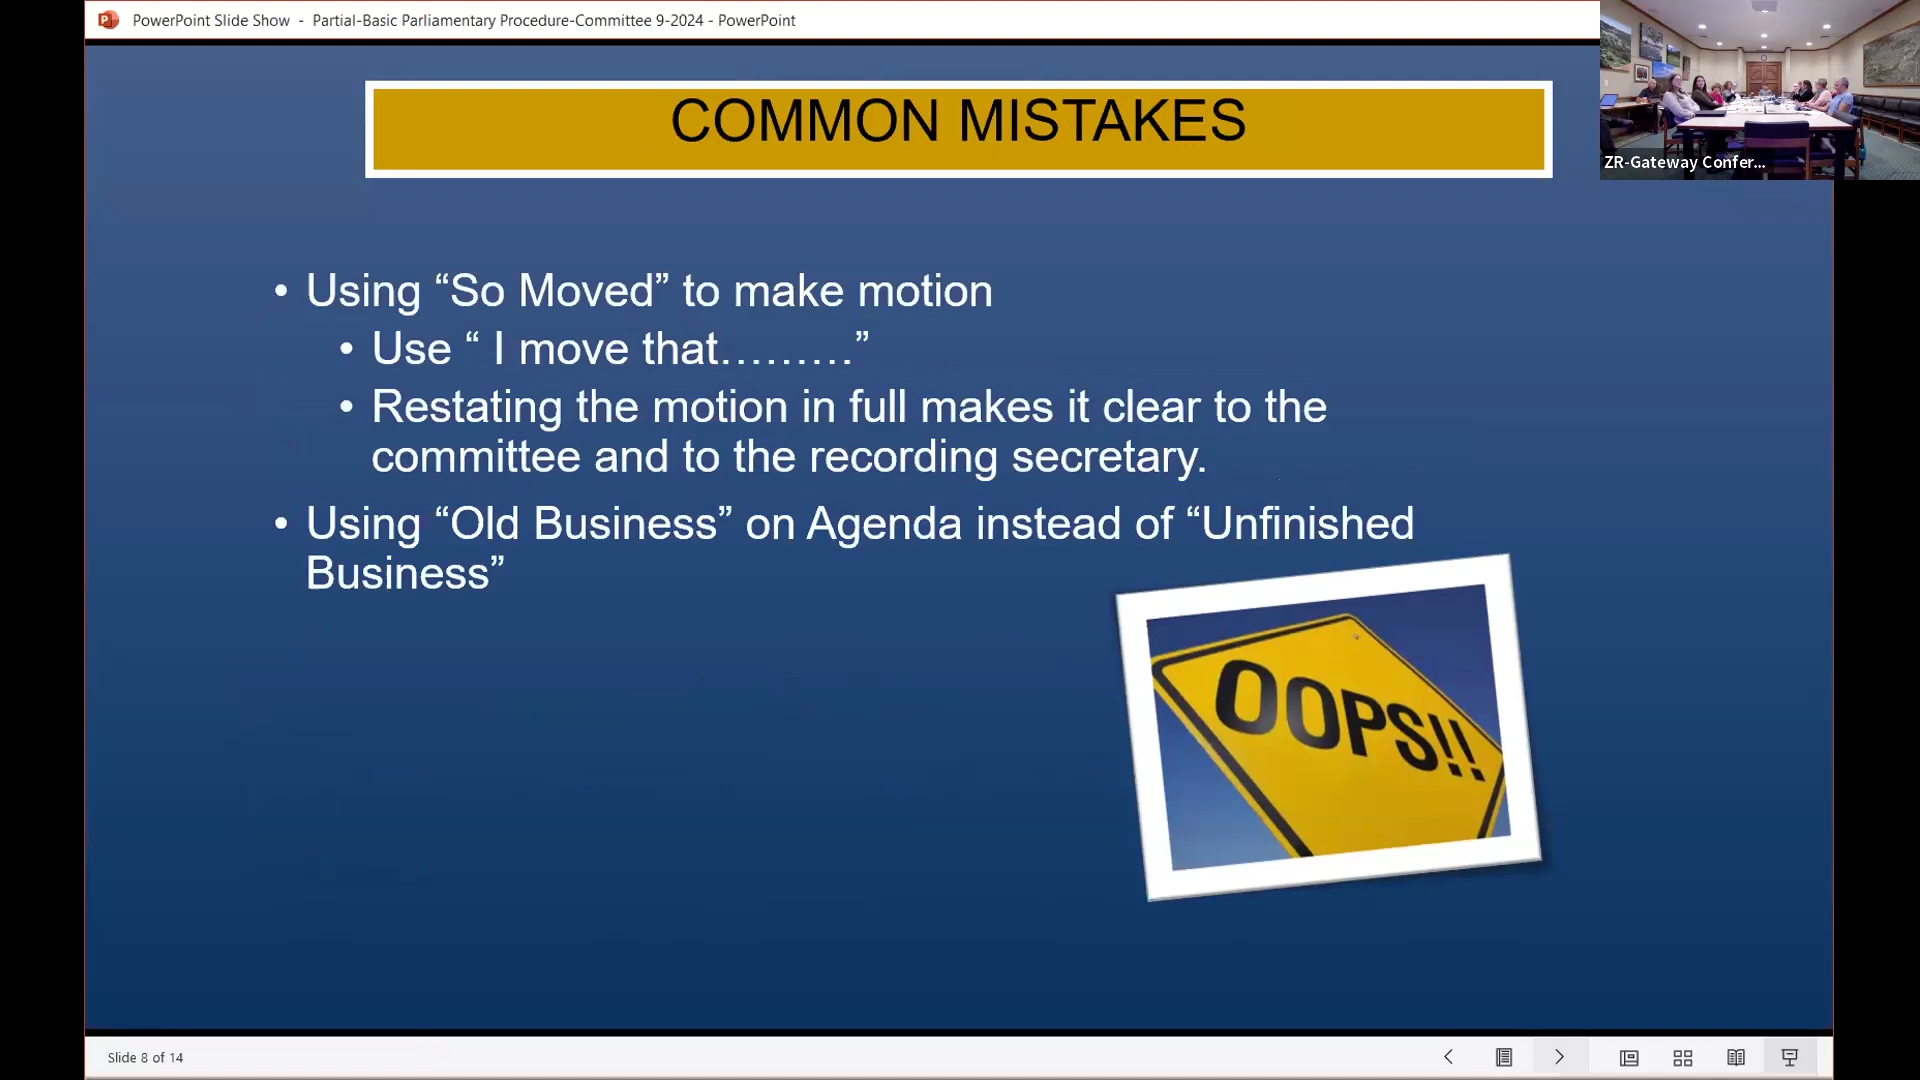 PowerPoint Slide Show - Partial-Basic Parliamentary Procedure-Committee 9-2024 - PowerPoint
ZR-Gateway Confer...
COMMON MISTAKES
• Using “So Moved” to make motion
• Use “ I move that………”
• Restating the motion in full makes it clear to the
committee and to the recording secretary.
• Using “Old Business” on Agenda instead of “Unfinished
Business”
OOPS!!
Slide 8 of 14